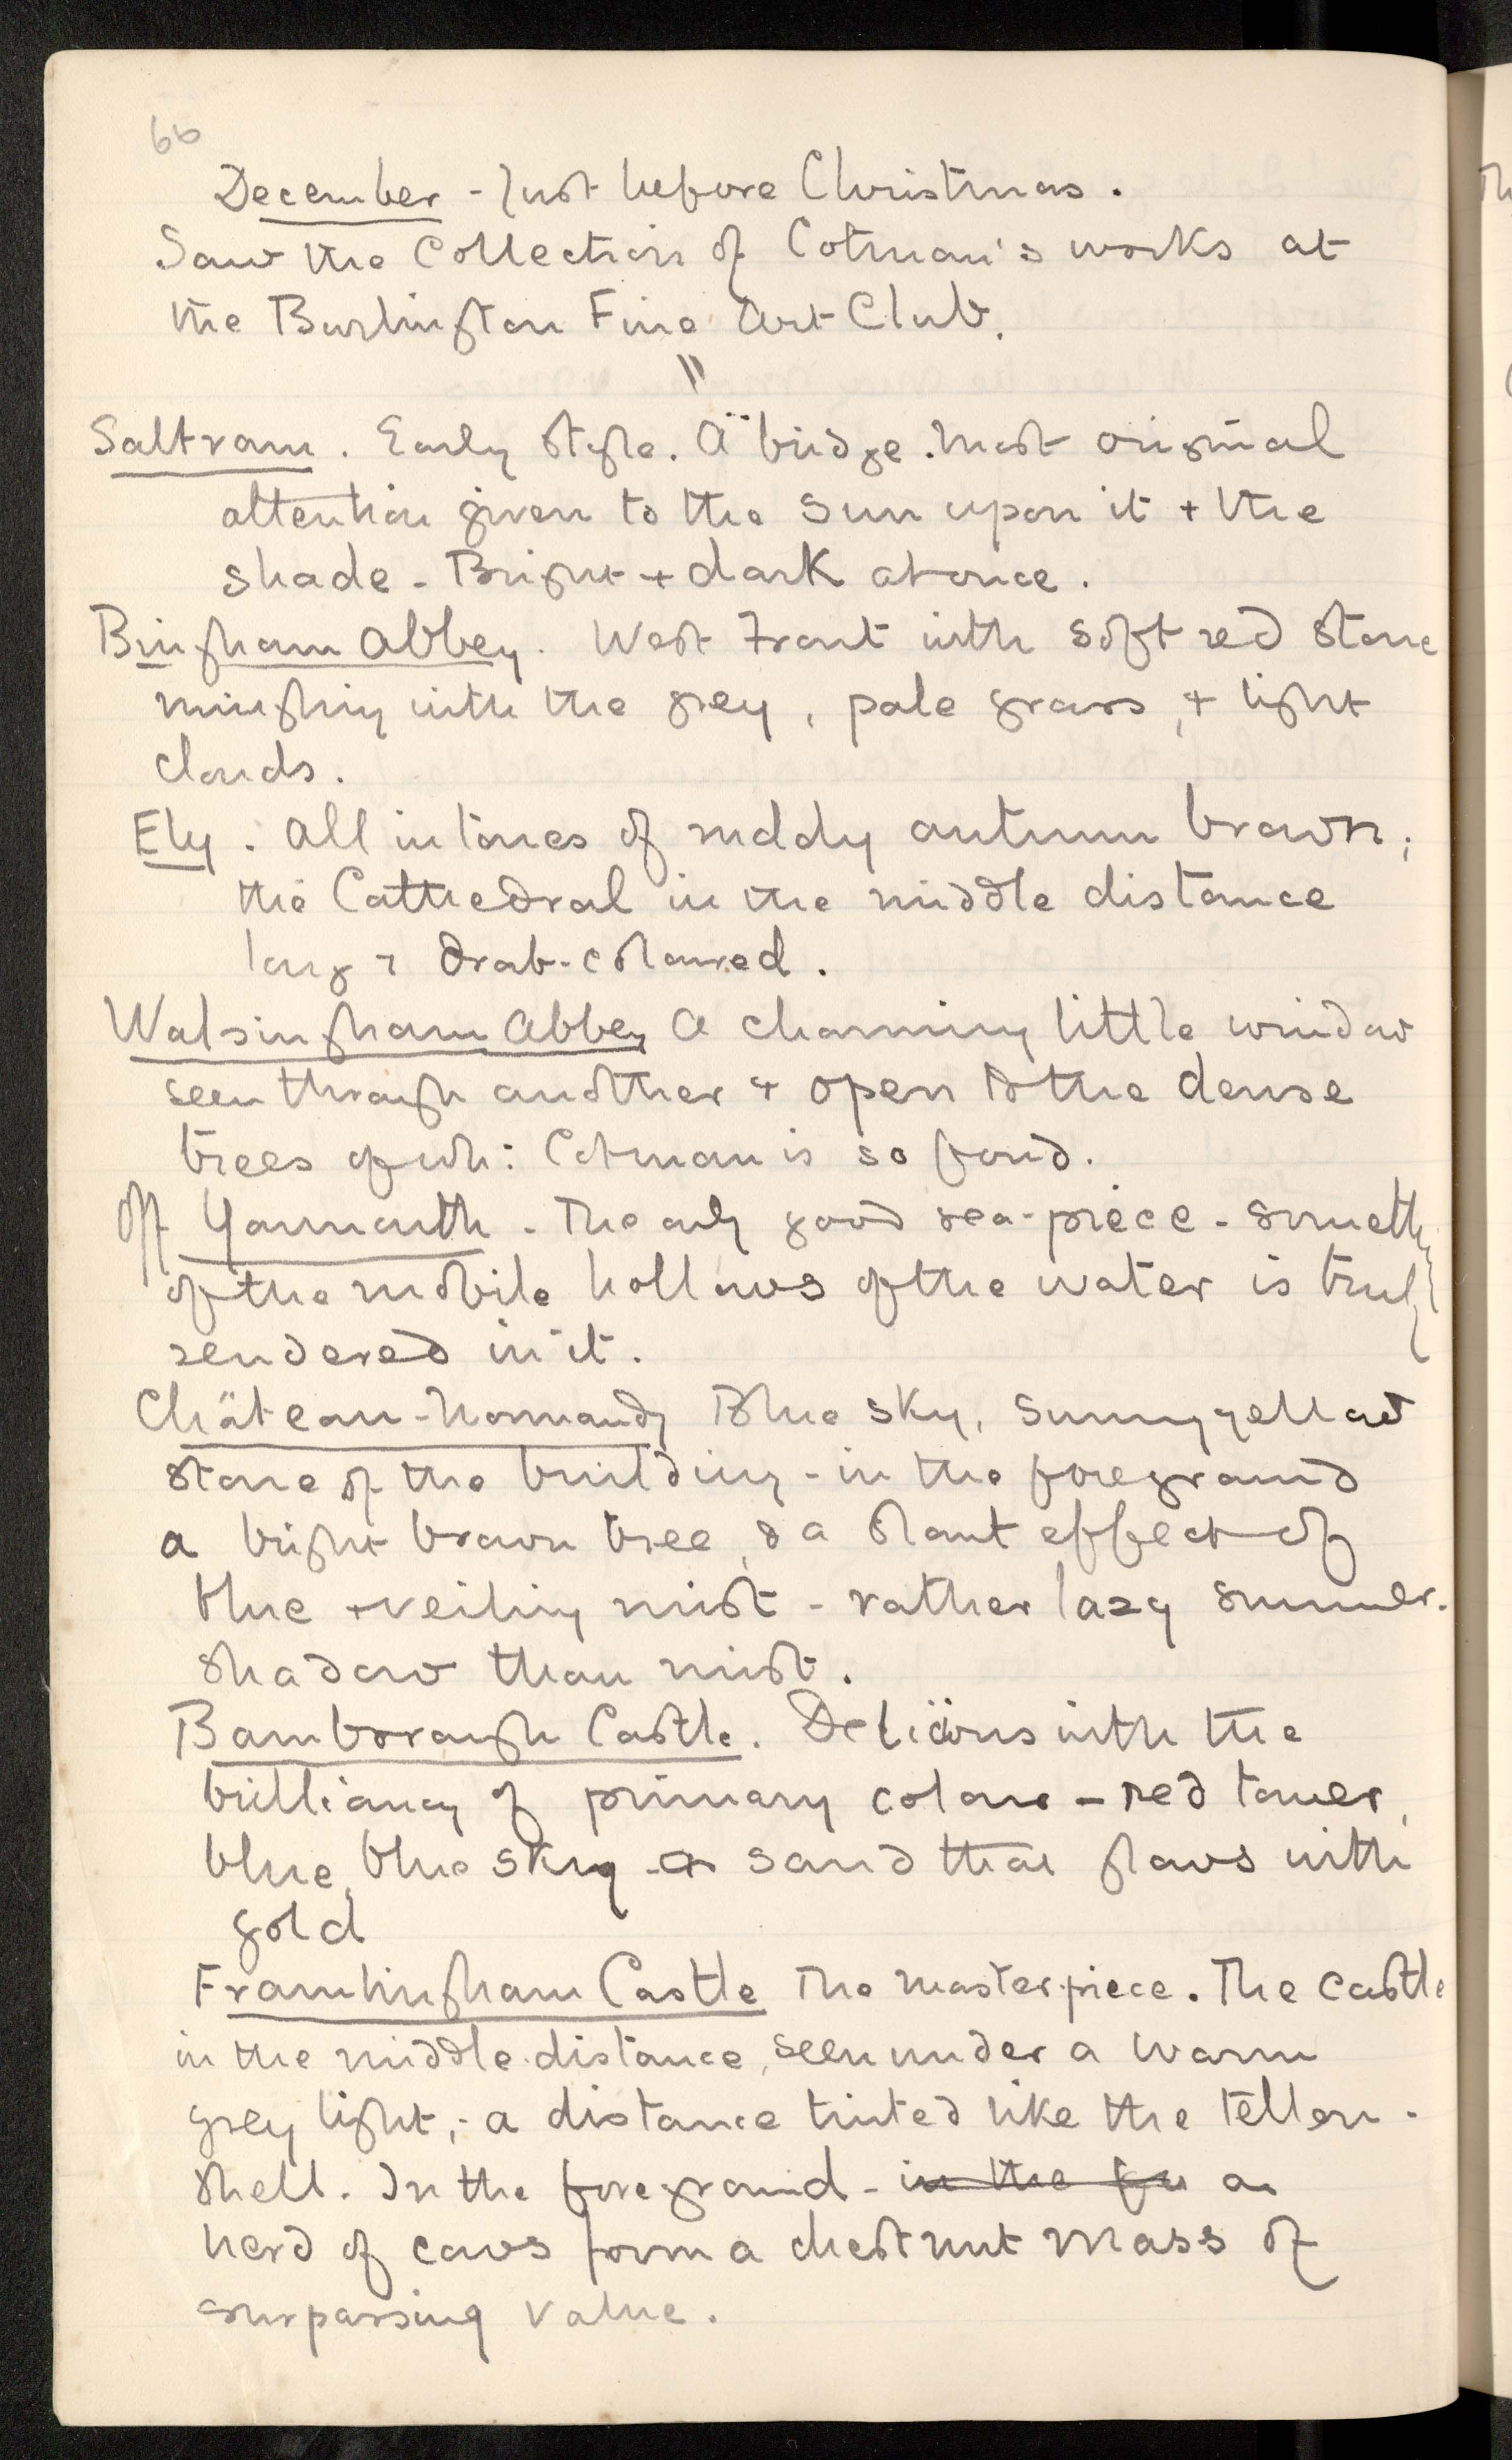 66
December - Just before Christmas.
Saw the Collection of Cotman's works at
the Burlington Fine Art Club.
"
Saltram. Early style. A bridge. Most original
attention given to the sun upon it + the
shade - Bright + dark at once.
Bingham Abbey. West Front with soft red stone
mingling with the grey, pale grass, + light
clouds.
Ely. All in tones of ruddy autumn brown;
the Cathedral in the middle distance
long + drab-coloured.
Walsingham Abbey A charming little window
seen through another + open to the dense
trees of wh: Cotman is so fond.
Off Yarmouth - The only good sea-piece - something
of the mobile hollows of the water is truly
rendered in it.
Château-Normandy Blue sky, sunny yellow
stone of the building - in the foreground
a bright brown tree, & a slant effect of
blue + veiling mist - rather lazy summer-
shadow than mist.
Bamborough Castle. Delicious with the
brilliancy of primary colour - red tower,
blue, blue sky - sand that flows with
gold
Framlingham Castle The masterpiece. The castle
in the middle-distance, seen under a warm
grey light, - a distance tinted like the tellen-
shell. In the foreground - in the for a
herd of cows form a chestnut mass of
surpassing value.